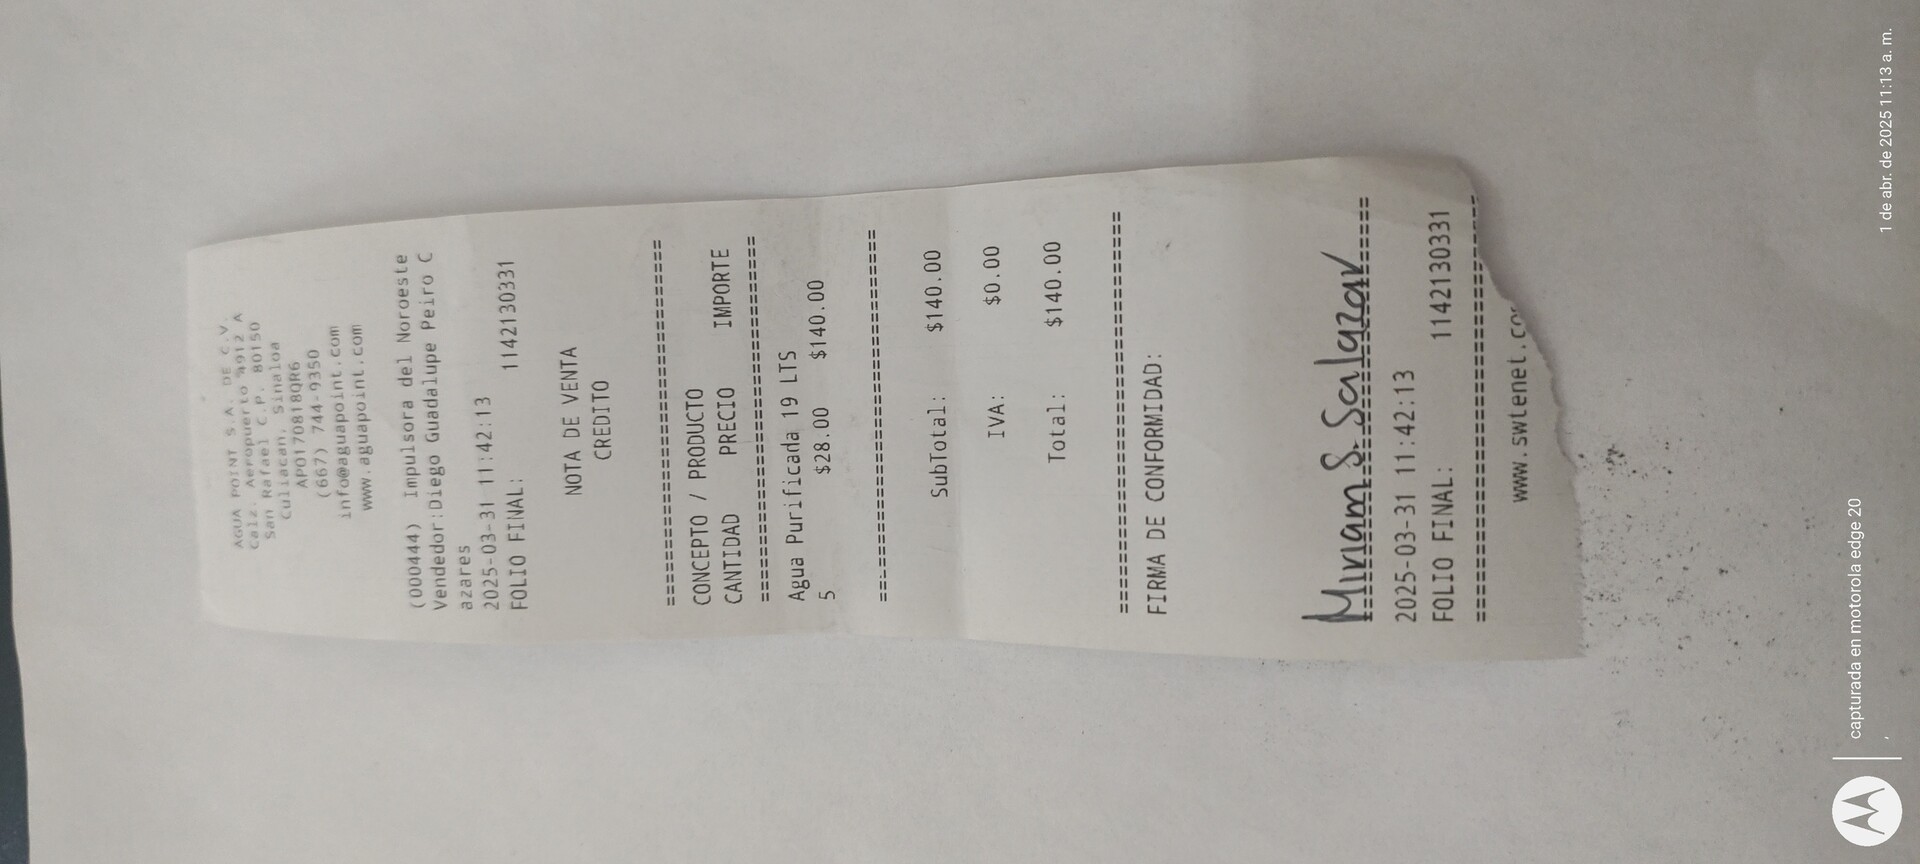 AGUA POINT S.A. DE C.V.
Calz. Aeropuerto 4912 A
San Rafael C.P. 80150
Culiacan, Sinaloa
APO170818QR6
(667) 744-9350
info@aguapoint.com
www.aguapoint.com
(000444) Impulsora del Noroeste
Vendedor:Diego Guadalupe Peiro C
azares
2025-03-31 11:42:13
FOLIO FINAL: 1142130331
NOTA DE VENTA
CREDITO
================================
CONCEPTO / PRODUCTO
CANTIDAD PRECIO IMPORTE
================================
Agua Purificada 19 LTS
5 $28.00 $140.00
================================
SubTotal: $140.00
IVA: $0.00
Total: $140.00
================================
FIRMA DE CONFORMIDAD:
Miriam S. Salazar
================================
2025-03-31 11:42:13
FOLIO FINAL: 1142130331
================================
www.swtenet.co
capturada en motorola edge 20
1 de abr. de 2025 11:13 a. m.